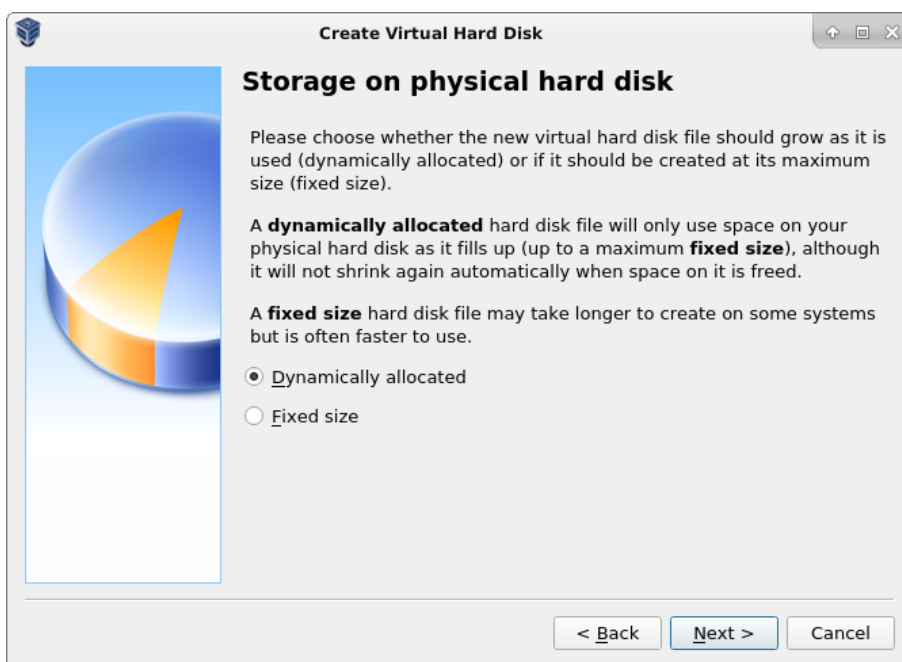 Create Virtual Hard Disk
Storage on physical hard disk
Please choose whether the new virtual hard disk file should grow as it is
used (dynamically allocated) or if it should be created at its maximum
size (fixed size).
A dynamically allocated hard disk file will only use space on your
physical hard disk as it fills up (up to a maximum fixed size), although
it will not shrink again automatically when space on it is freed.
A fixed size hard disk file may take longer to create on some systems
but is often faster to use.
Dynamically allocated
Fixed size
< Back Next > Cancel